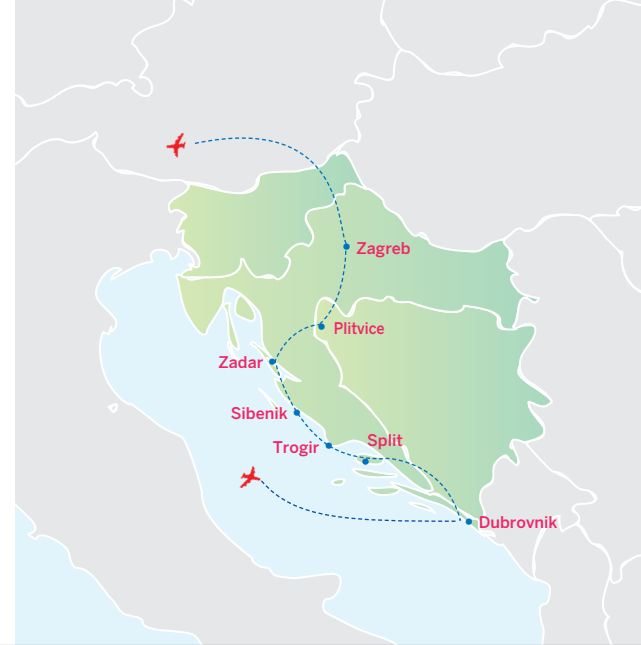 Zagreb
Plitvice
Zadar
Sibenik
Split
Trogir
Dubrovnik